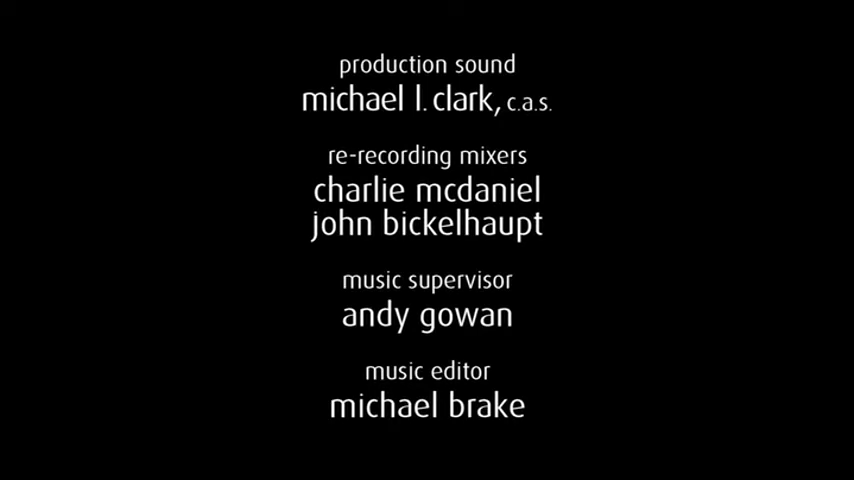 production sound
michael l. clark, c.a.s.
re-recording mixers
charlie mcdaniel
john bickelhaupt
music supervisor
andy gowan
music editor
michael brake